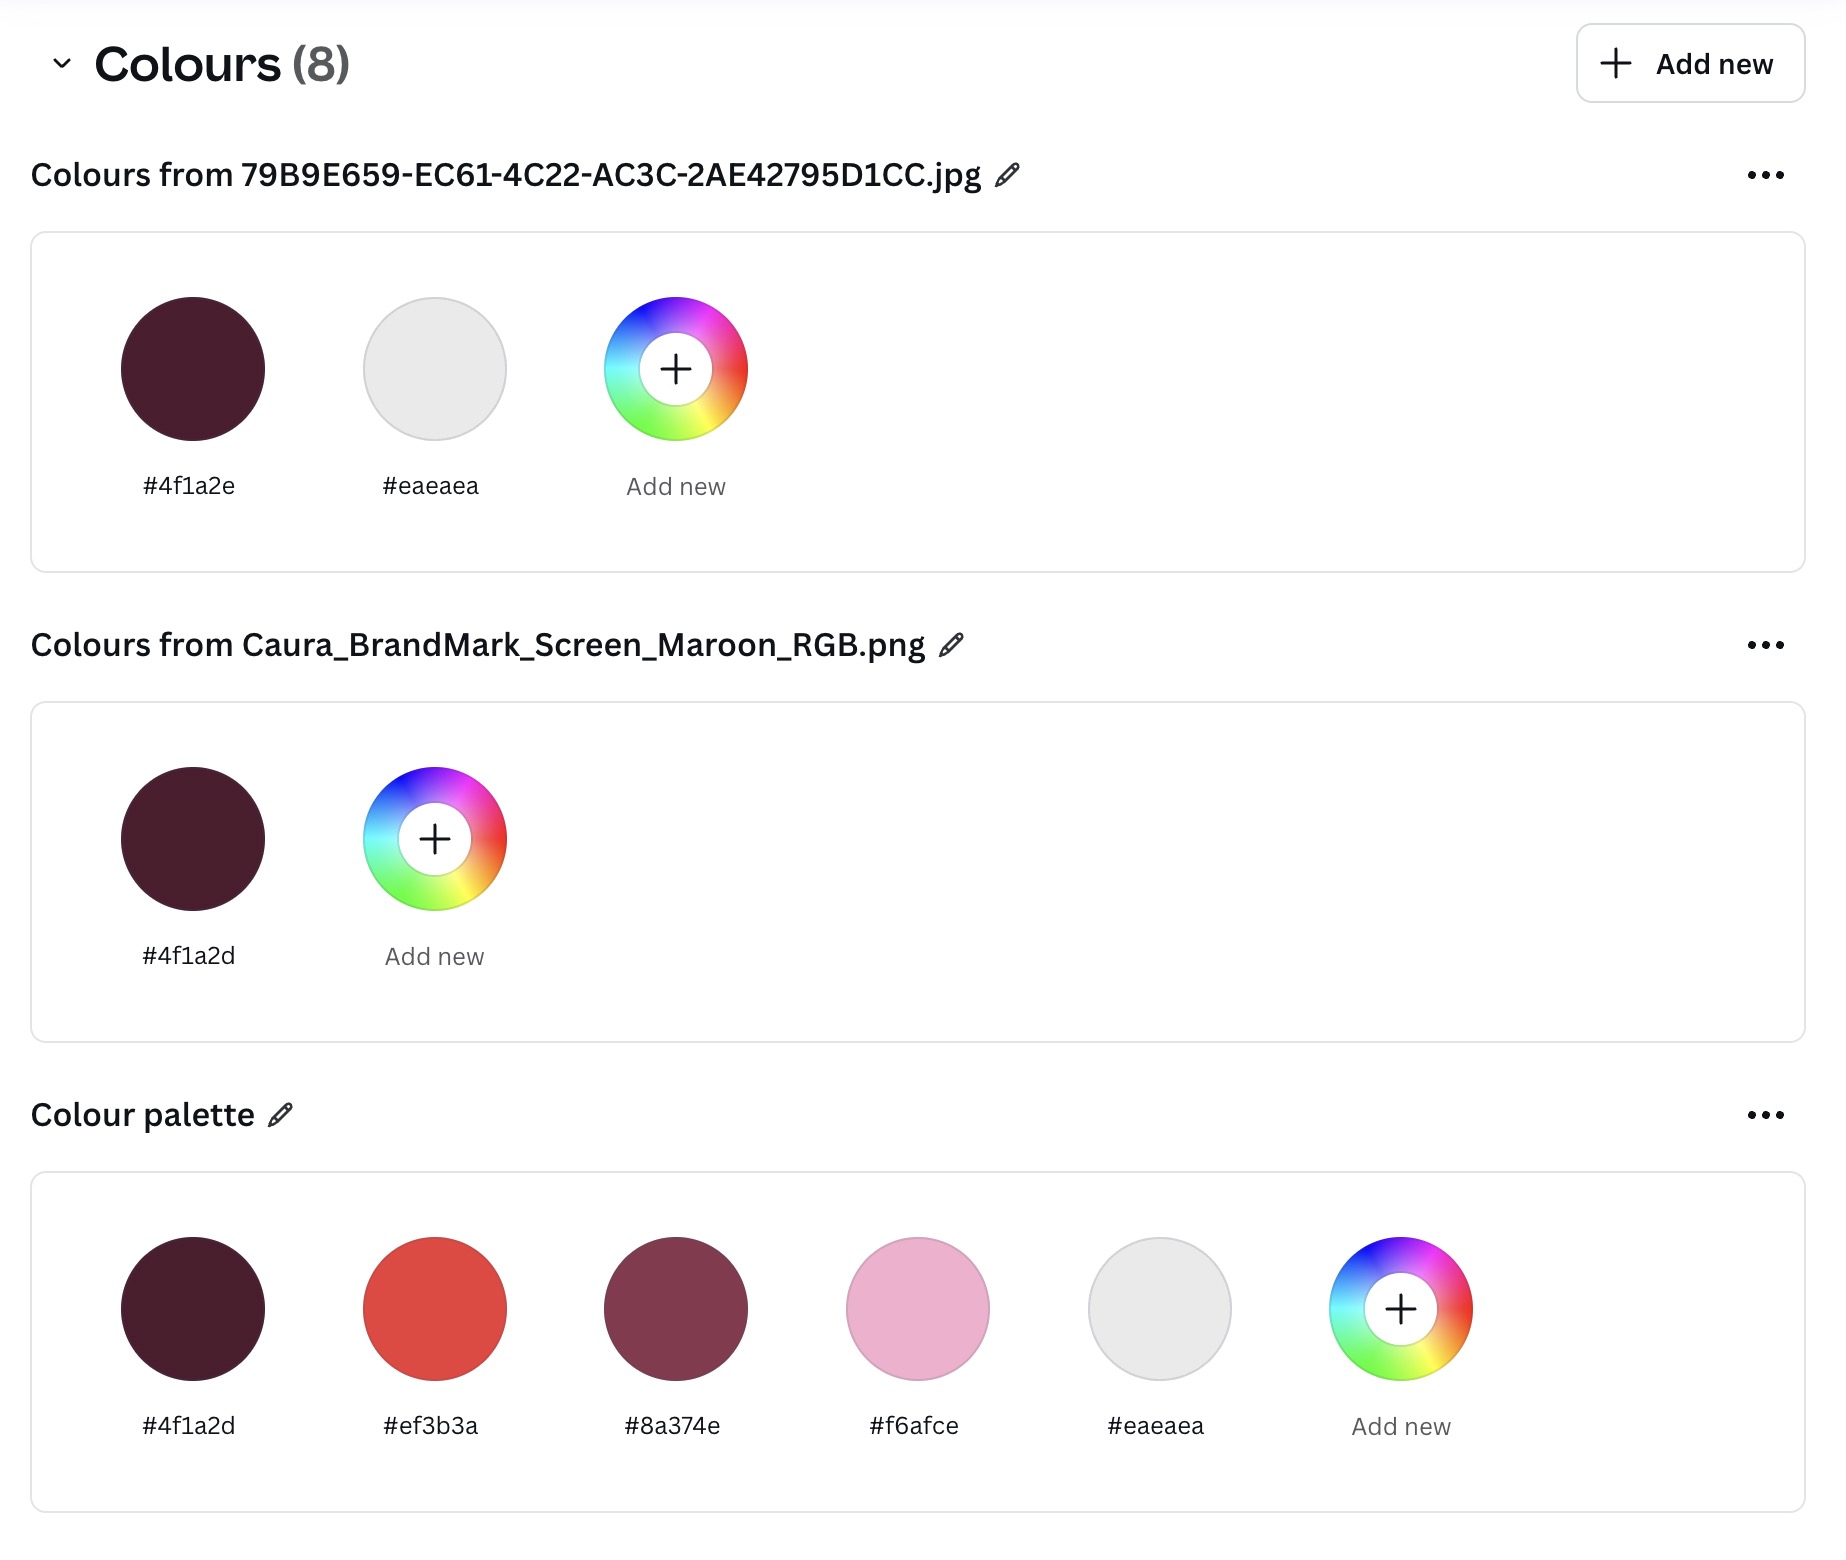 Colours (8)
Add new
Colours from 79B9E659-EC61-4C22-AC3C-2AE42795D1CC.jpg
#4f1a2e
#eaeaea
Add new
Colours from Caura_BrandMark_Screen_Maroon_RGB.png
#4f1a2d
Add new
Colour palette
#4f1a2d
#ef3b3a
#8a374e
#f6afce
#eaeaea
Add new